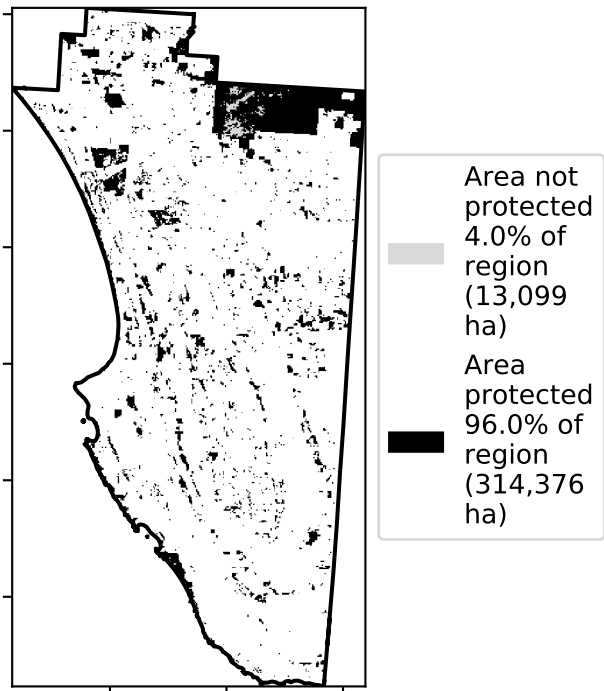 Area not
protected
4.0% of
region
(13,099
ha)
Area
protected
96.0% of
region
(314,376
ha)